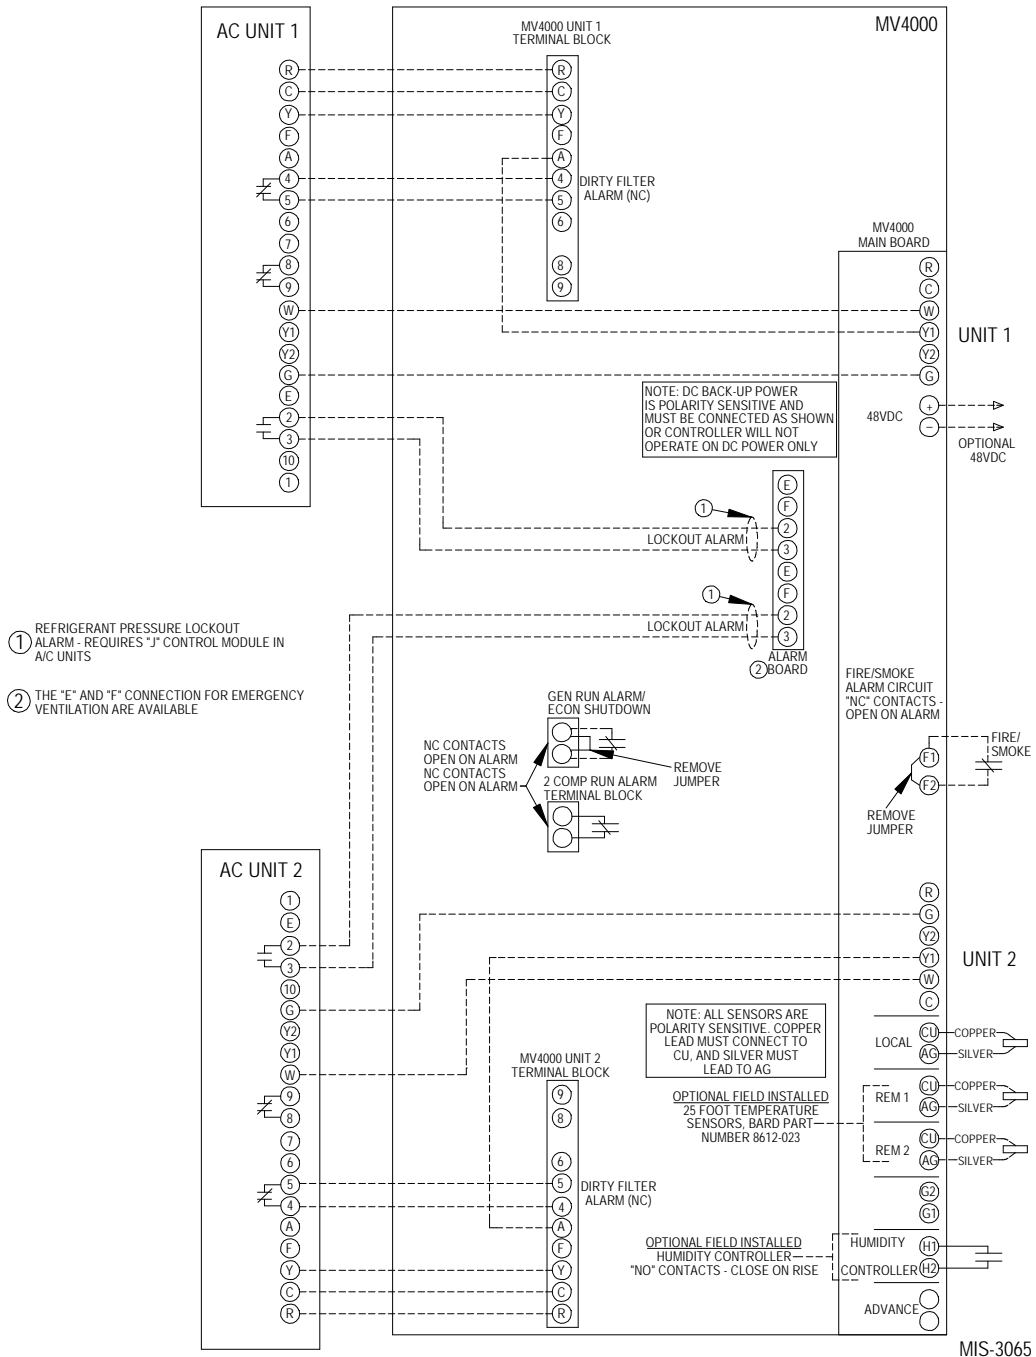 AC UNIT 1
R
C
Y
F
A
4
5
6
7
8
9
W
Y1
Y2
G
E
2
3
10
1
MV4000 UNIT 1
TERMINAL BLOCK
R
C
Y
F
A
4
5
6
8
9
DIRTY FILTER
ALARM (NC)
MV4000
MV4000
MAIN BOARD
R
C
W
Y1
Y2
G
UNIT 1
48VDC
+
−
OPTIONAL
48VDC
NOTE: DC BACK-UP POWER
IS POLARITY SENSITIVE AND
MUST BE CONNECTED AS SHOWN
OR CONTROLLER WILL NOT
OPERATE ON DC POWER ONLY
1
LOCKOUT ALARM
1
LOCKOUT ALARM
E
F
2
3
E
F
2
3
2
ALARM
BOARD
1 REFRIGERANT PRESSURE LOCKOUT
ALARM - REQUIRES "J" CONTROL MODULE IN
A/C UNITS
2 THE "E" AND "F" CONNECTION FOR EMERGENCY
VENTILATION ARE AVAILABLE
GEN RUN ALARM/
ECON SHUTDOWN
NC CONTACTS
OPEN ON ALARM
NC CONTACTS
OPEN ON ALARM
REMOVE
JUMPER
2 COMP RUN ALARM
TERMINAL BLOCK
FIRE/SMOKE
ALARM CIRCUIT
"NC" CONTACTS -
OPEN ON ALARM
F1
F2
FIRE/
SMOKE
REMOVE
JUMPER
AC UNIT 2
1
E
2
3
10
G
Y2
Y1
W
9
8
7
6
5
4
A
F
Y
C
R
R
G
Y2
Y1
W
C
UNIT 2
NOTE: ALL SENSORS ARE
POLARITY SENSITIVE. COPPER
LEAD MUST CONNECT TO
CU, AND SILVER MUST
LEAD TO AG
MV4000 UNIT 2
TERMINAL BLOCK
9
8
6
5
4
A
F
Y
C
R
DIRTY FILTER
ALARM (NC)
LOCAL
CU
COPPER
AG
SILVER
REM 1
CU
COPPER
AG
SILVER
REM 2
CU
COPPER
AG
SILVER
OPTIONAL FIELD INSTALLED
25 FOOT TEMPERATURE
SENSORS, BARD PART
NUMBER 8612-023
G2
G1
OPTIONAL FIELD INSTALLED
HUMIDITY CONTROLLER
"NO" CONTACTS - CLOSE ON RISE
HUMIDITY
CONTROLLER
H1
H2
ADVANCE
MIS-3065